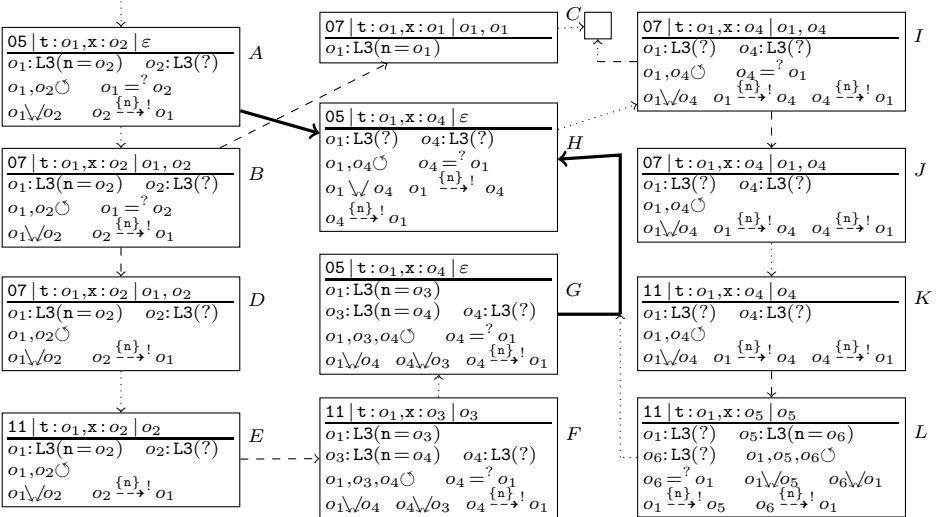 05 | t:o₁,x:o₂ | ε
A
o₁:L3(n=o₂) o₂:L3(?)
o₁,o₂↺ o₁=?o₂
o₁⋁⋁o₂ o₂ {n}⇢! o₁
07 | t:o₁,x:o₂ | o₁, o₂
B
o₁:L3(n=o₂) o₂:L3(?)
o₁,o₂↺ o₁=?o₂
o₁⋁⋁o₂ o₂ {n}⇢! o₁
07 | t:o₁,x:o₁ | o₁, o₁
C
o₁:L3(n=o₁)
07 | t:o₁,x:o₂ | o₁, o₂
D
o₁:L3(n=o₂) o₂:L3(?)
o₁,o₂↺
o₁⋁⋁o₂ o₂ {n}⇢! o₁
11 | t:o₁,x:o₂ | o₂
E
o₁:L3(n=o₂) o₂:L3(?)
o₁,o₂↺
o₁⋁⋁o₂ o₂ {n}⇢! o₁
11 | t:o₁,x:o₃ | o₃
F
o₁:L3(n=o₃)
o₃:L3(n=o₄) o₄:L3(?)
o₁,o₃,o₄↺ o₄=?o₁
o₁⋁⋁o₄ o₄⋁⋁o₃ o₄ {n}⇢! o₁
05 | t:o₁,x:o₄ | ε
G
o₁:L3(n=o₃)
o₃:L3(n=o₄) o₄:L3(?)
o₁,o₃,o₄↺ o₄=?o₁
o₁⋁⋁o₄ o₄⋁⋁o₃ o₄ {n}⇢! o₁
05 | t:o₁,x:o₄ | ε
H
o₁:L3(?) o₄:L3(?)
o₁,o₄↺ o₄=?o₁
o₁ ⋁⋁ o₄ o₁ {n}⇢! o₄
o₄ {n}⇢! o₁
07 | t:o₁,x:o₄ | o₁, o₄
I
o₁:L3(?) o₄:L3(?)
o₁,o₄↺ o₄=?o₁
o₁⋁⋁o₄ o₁ {n}⇢! o₄ o₄ {n}⇢! o₁
07 | t:o₁,x:o₄ | o₁, o₄
J
o₁:L3(?) o₄:L3(?)
o₁,o₄↺
o₁⋁⋁o₄ o₁ {n}⇢! o₄ o₄ {n}⇢! o₁
11 | t:o₁,x:o₄ | o₄
K
o₁:L3(?) o₄:L3(?)
o₁,o₄↺
o₁⋁⋁o₄ o₁ {n}⇢! o₄ o₄ {n}⇢! o₁
11 | t:o₁,x:o₅ | o₅
L
o₁:L3(?) o₅:L3(n=o₆)
o₆:L3(?) o₁,o₅,o₆↺
o₆=?o₁ o₁⋁⋁o₅ o₆⋁⋁o₁
o₁ {n}⇢! o₅ o₆ {n}⇢! o₁